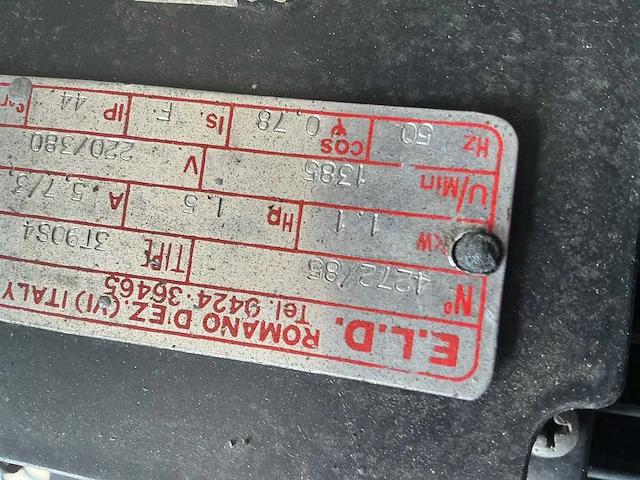 E.L.D. ROMANO D'EZ. (VI) ITALY
Tel. 0424-36465
N° 4272/85 TIPE 3T90S4
kW 1,1 HP 1.5 A 5,7/3,
U/Min 1385 V 220/380
Hz 50 cos φ 0,78 Is. F IP 44